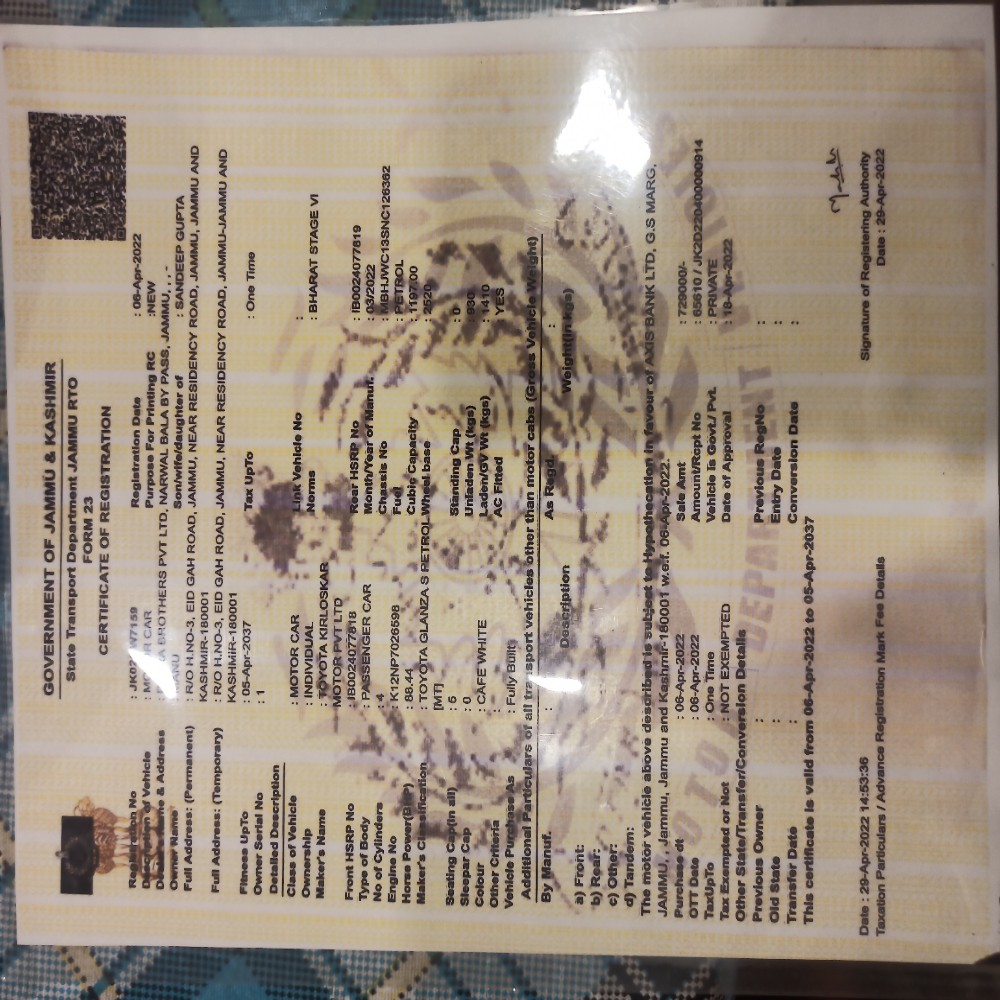 GOVERNMENT OF JAMMU & KASHMIR
State Transport Department JAMMU RTO
FORM 23
CERTIFICATE OF REGISTRATION
Registration No : 7159 Registration Date : 06-Apr-2022
Description of Vehicle : CAR Purpose For Printing RC :NEW
Name & Address : BROTHERS PVT LTD, NARWAL BALA BY PASS, JAMMU, , , -
Owner Name : Son/wife/daughter of : SANDEEP GUPTA
Full Address: (Permanent) : R/O H.NO-3, EID GAH ROAD, JAMMU, NEAR RESIDENCY ROAD, JAMMU, JAMMU AND
KASHMIR-180001
Full Address: (Temporary) : R/O H.NO-3, EID GAH ROAD, JAMMU, NEAR RESIDENCY ROAD, JAMMU-JAMMU AND
KASHMIR-180001
Fitness UpTo : 05-Apr-2037 Tax UpTo : One Time
Owner Serial No : 1
Detailed Description
Class of Vehicle : MOTOR CAR Link Vehicle No :
Ownership : INDIVIDUAL Norms : BHARAT STAGE VI
Maker's Name : TOYOTA KIRLOSKAR
MOTOR PVT LTD
Front HSRP No : IB0024077818 Rear HSRP No : IB0024077819
Type of Body : PASSENGER CAR Month/Year of Manuf. : 03/2022
No of Cylinders : 4 Chassis No : MBHJWC13SNC126362
Engine No : K12NP7026598 Fuel : PETROL
Horse Power(BHP) : 88.44 Cubic Capacity : 1197.00
Maker's Classification : TOYOTA GLANZA S PETROL Wheel base : 2520
[MT]
Seating Cap(in all) : 5 Standing Cap : 0
Sleepar Cap : 0 Unladen Wt (kgs) : 930
Colour : CAFE WHITE Laden/GV Wt (kgs) : 1410
Other Criteria : AC Fitted : YES
Vehicle Purchase As : Fully Built
Additional Particulars of all transport vehicles other than motor cabs (Gross Vehicle Weight)
By Manuf. : As Regd. :
Description Weight(in kgs)
a) Front:
b) Rear:
c) Other:
d) Tandem:
The motor vehicle above described is subject to Hypothecation in favour of AXIS BANK LTD, G.S MARG,
JAMMU, , Jammu, Jammu and Kashmir-180001 w.e.f. 06-Apr-2022.
Purchase dt : 06-Apr-2022 Sale Amt : 729000/-
OTT Date : 06-Apr-2022 Amount/Rcpt No : 65610 / JK2D220400000914
TaxUpTo : One Time Vehicle is Govt./ Pvt. : PRIVATE
Tax Exempted or Not : NOT EXEMPTED Date of Approval : 18-Apr-2022
Other State/Transfer/Conversion Details
Previous Owner : Previous RegNo :
Old State : Entry Date :
Transfer Date : Conversion Date :
This certificate is valid from 06-Apr-2022 to 05-Apr-2037
Date : 29-Apr-2022 14:53:36 Signature of Registering Authority
Taxation Particulars / Advance Registration Mark Fee Details Date : 29-Apr-2022